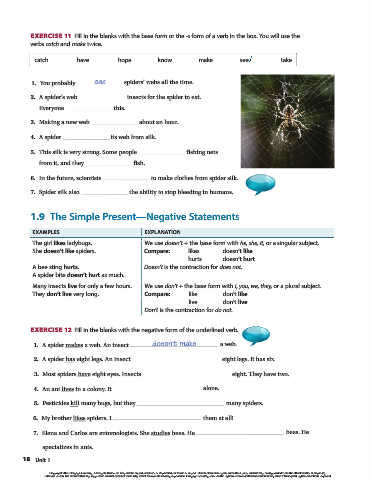 EXERCISE 11 Fill in the blanks with the base form or the -s form of a verb in the box. You will use the
verbs catch and make twice.
catch have hope know make see✓ take
1. You probably see spiders' webs all the time.
2. A spider's web insects for the spider to eat.
Everyone this.
3. Making a new web about an hour.
4. A spider its web from silk.
5. This silk is very strong. Some people fishing nets
from it, and they fish.
6. In the future, scientists to make clothes from spider silk.
7. Spider silk also the ability to stop bleeding in humans.
1.9 The Simple Present—Negative Statements
EXAMPLES EXPLANATION
The girl likes ladybugs.
She doesn't like spiders.
A bee sting hurts.
A spider bite doesn't hurt as much.
We use doesn't + the base form with he, she, it, or a singular subject.
Compare: likes doesn't like
hurts doesn't hurt
Doesn't is the contraction for does not.
Many insects live for only a few hours.
They don't live very long.
We use don't + the base form with I, you, we, they, or a plural subject.
Compare: like don't like
live don't live
Don't is the contraction for do not.
EXERCISE 12 Fill in the blanks with the negative form of the underlined verb.
1. A spider makes a web. An insect doesn't make a web.
2. A spider has eight legs. An insect eight legs. It has six.
3. Most spiders have eight eyes. Insects eight. They have two.
4. An ant lives in a colony. It alone.
5. Pesticides kill many bugs, but they many spiders.
6. My brother likes spiders. I them at all!
7. Elena and Carlos are entomologists. She studies bees. He bees. He
specializes in ants.
18 Unit 1